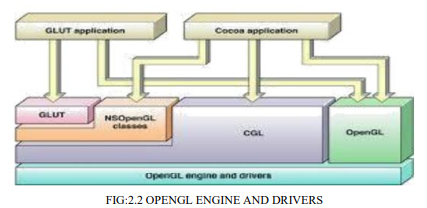 GLUT application
Cocoa application
GLUT
NSOpenGL
classes
CGL
OpenGL
OpenGL engine and drivers
FIG:2.2 OPENGL ENGINE AND DRIVERS